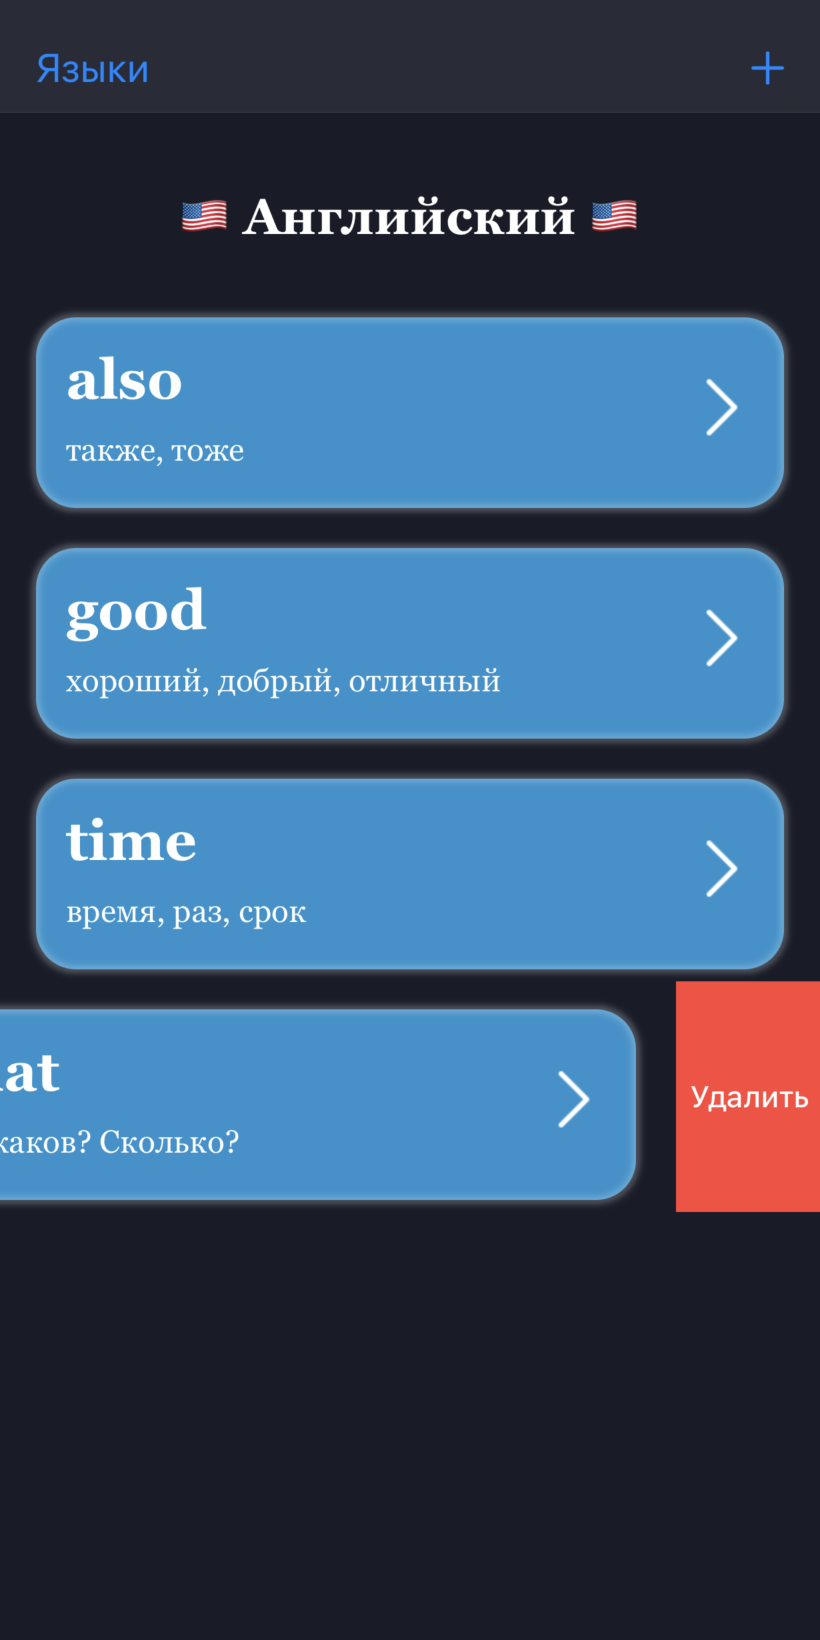 Языки
Английский
also
также, тоже
good
хороший, добрый, отличный
time
время, раз, срок
Сколько?
Удалить